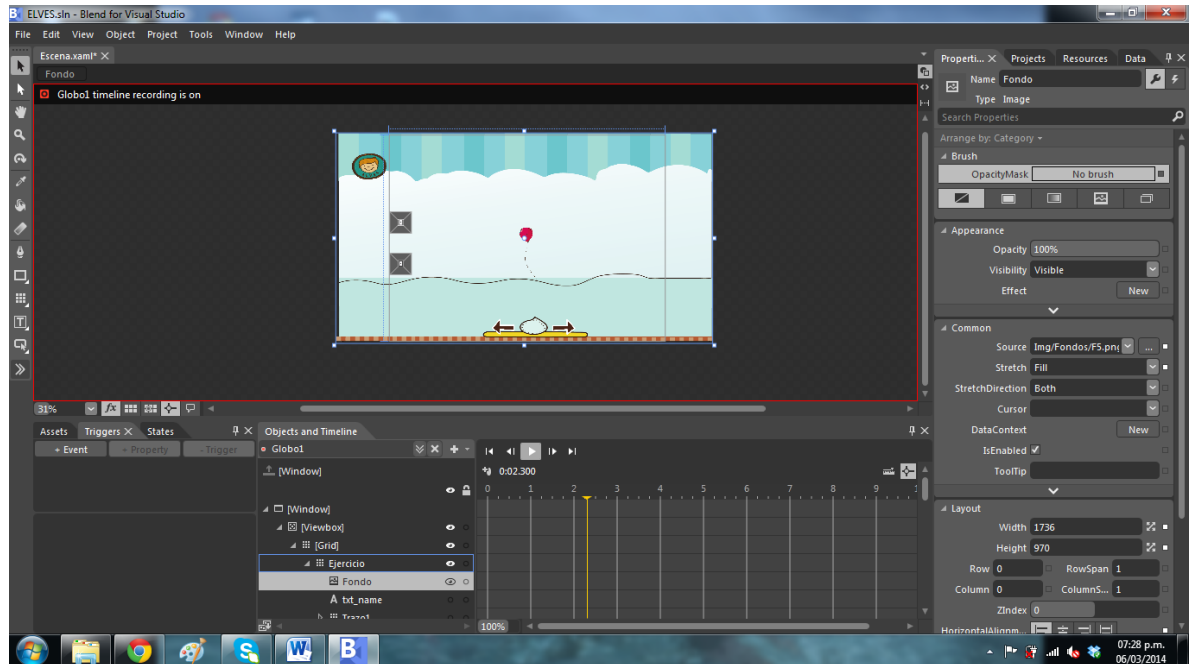 ELVES.sln - Blend for Visual Studio
File Edit View Object Project Tools Window Help
Escena.xaml*
Fondo
Globo1 timeline recording is on
31%
Assets Triggers States
+ Event + Property - Trigger
Objects and Timeline
Globo1
[Window]
0:02.300
0 1 2 3 4 5 6 7 8 9 1
[Window]
[Viewbox]
[Grid]
Ejercicio
Fondo
A txt_name
Trazo1
100%
Properti... Projects Resources Data
Name Fondo
Type Image
Search Properties
Arrange by: Category
Brush
OpacityMask No brush
Appearance
Opacity 100%
Visibility Visible
Effect New
Common
Source Img/Fondos/F5.png
Stretch Fill
StretchDirection Both
Cursor
DataContext New
IsEnabled
ToolTip
Layout
Width 1736
Height 970
Row 0 RowSpan 1
Column 0 ColumnS... 1
ZIndex 0
HorizontalAlignm...
07:28 p.m.
06/03/2014